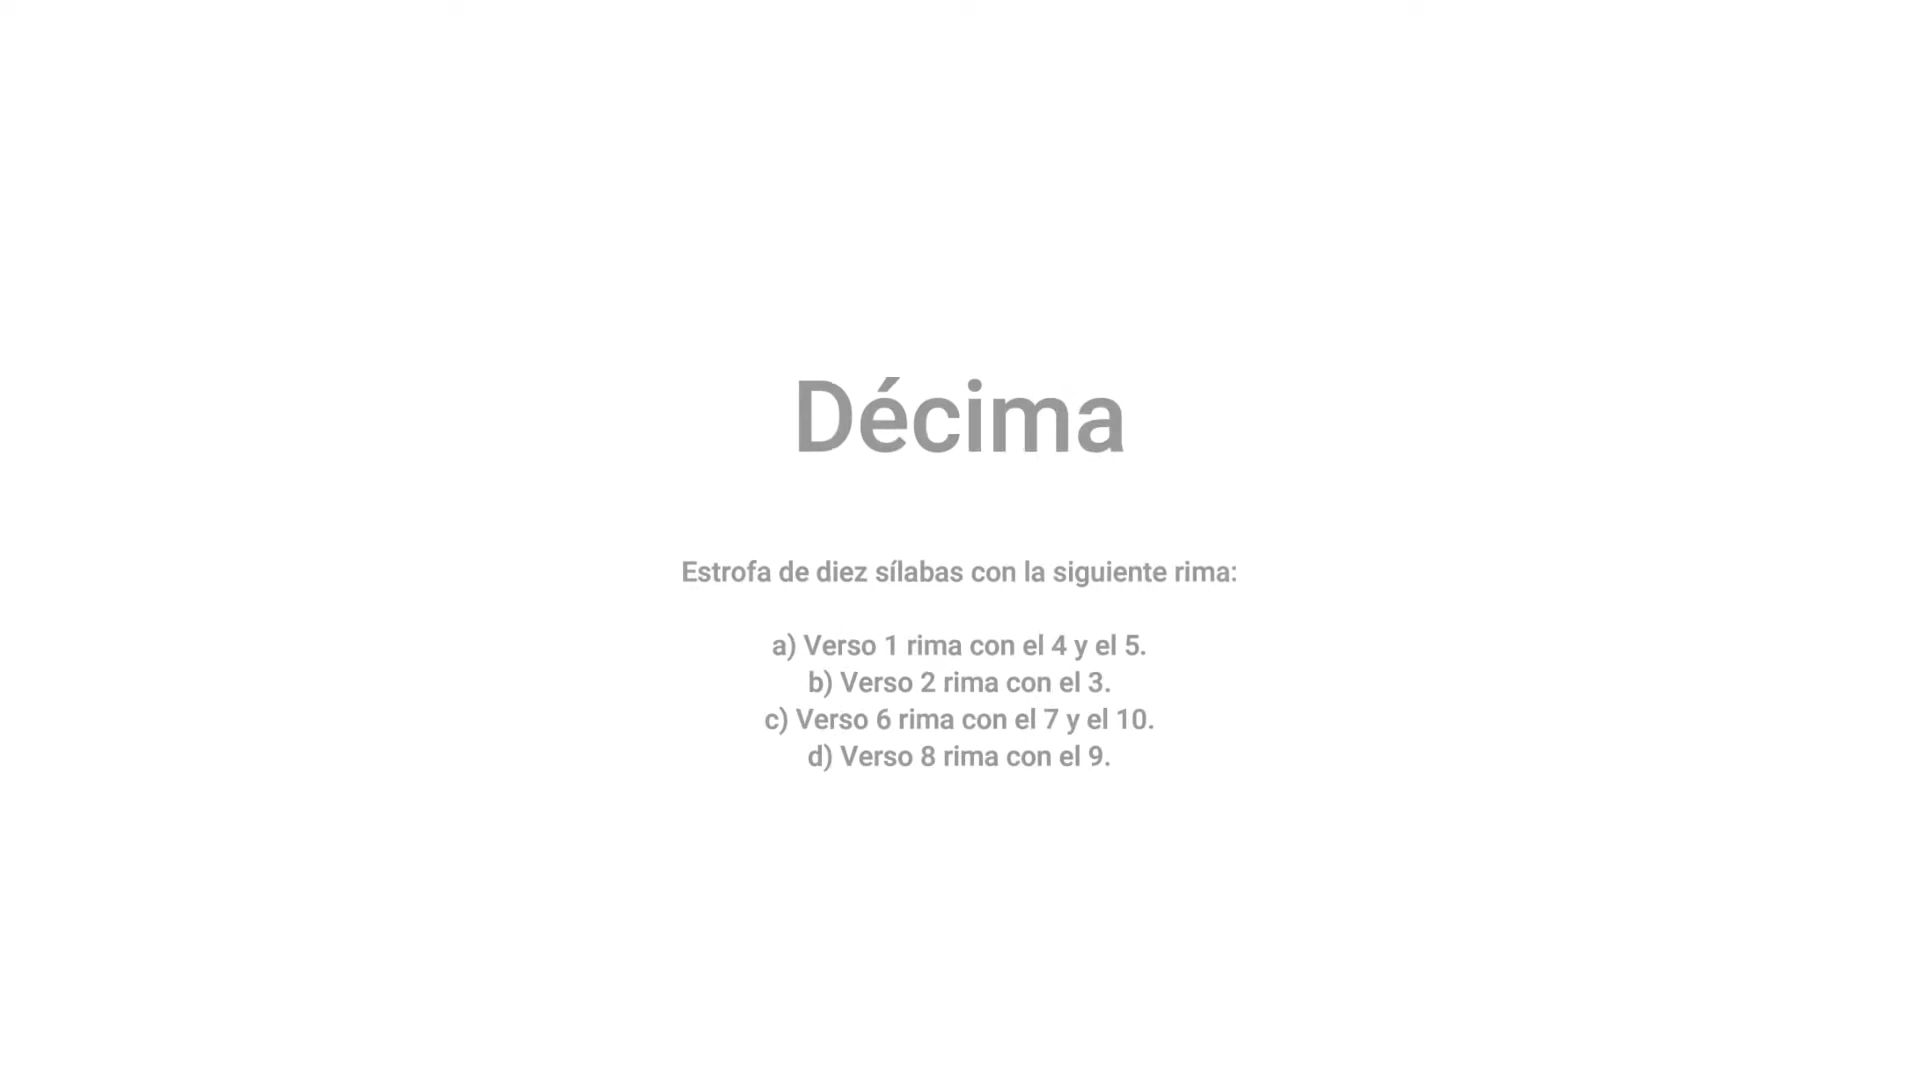 Décima
Estrofa de diez sílabas con la siguiente rima:
a) Verso 1 rima con el 4 y el 5.
b) Verso 2 rima con el 3.
c) Verso 6 rima con el 7 y el 10.
d) Verso 8 rima con el 9.